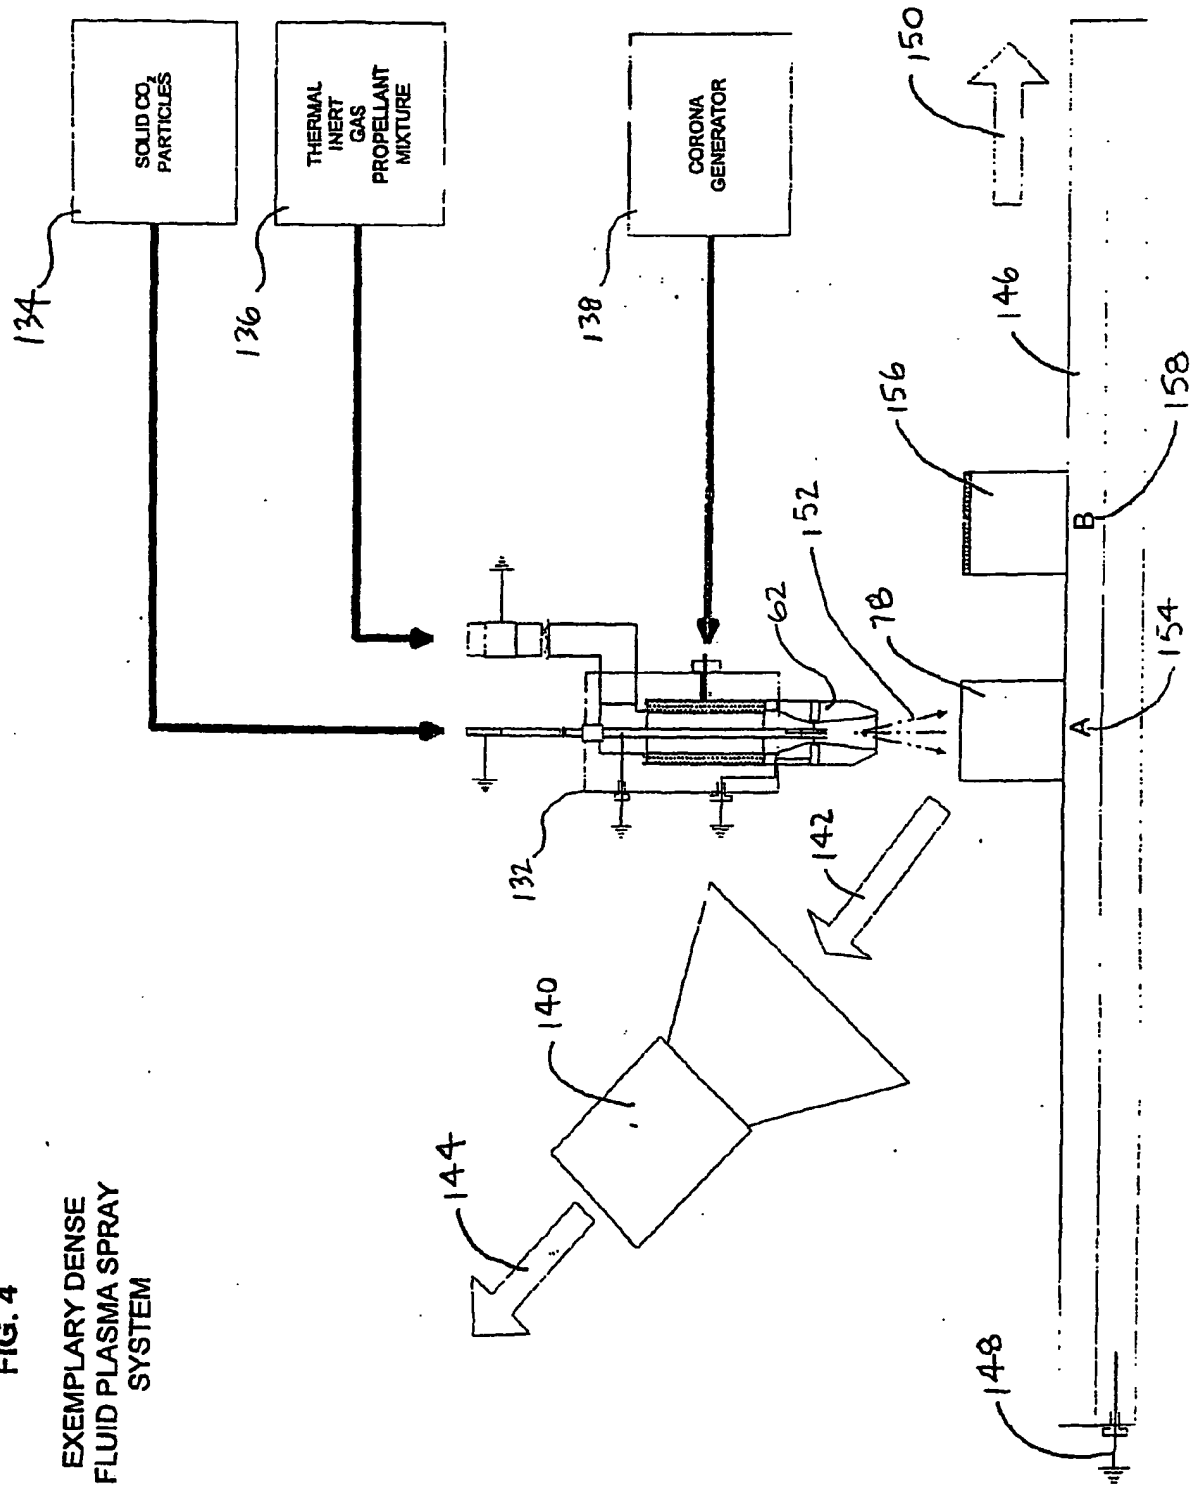 FIG. 4
EXEMPLARY DENSE
FLUID PLASMA SPRAY
SYSTEM
134
SOLID CO₂
PARTICLES
136
THERMAL
INERT
GAS
PROPELLANT
MIXTURE
138
CORONA
GENERATOR
132
62
152
78
142
140
144
156
146
150
A
154
B
158
148